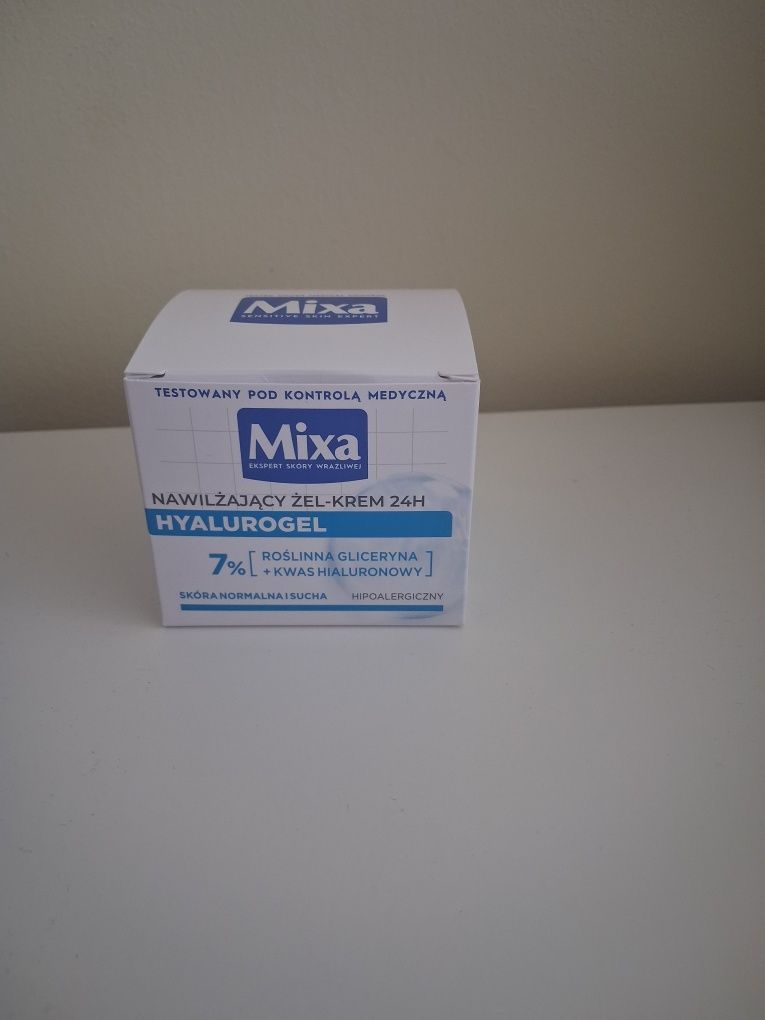 Mixa
SENSITIVE SKIN EXPERT
TESTOWANY POD KONTROLĄ MEDYCZNĄ
Mixa
EKSPERT SKÓRY WRAŻLIWEJ
NAWILŻAJĄCY ŻEL-KREM 24H
HYALUROGEL
7% [ROŚLINNA GLICERYNA
+ KWAS HIALURONOWY]
SKÓRA NORMALNA I SUCHA HIPOALERGICZNY